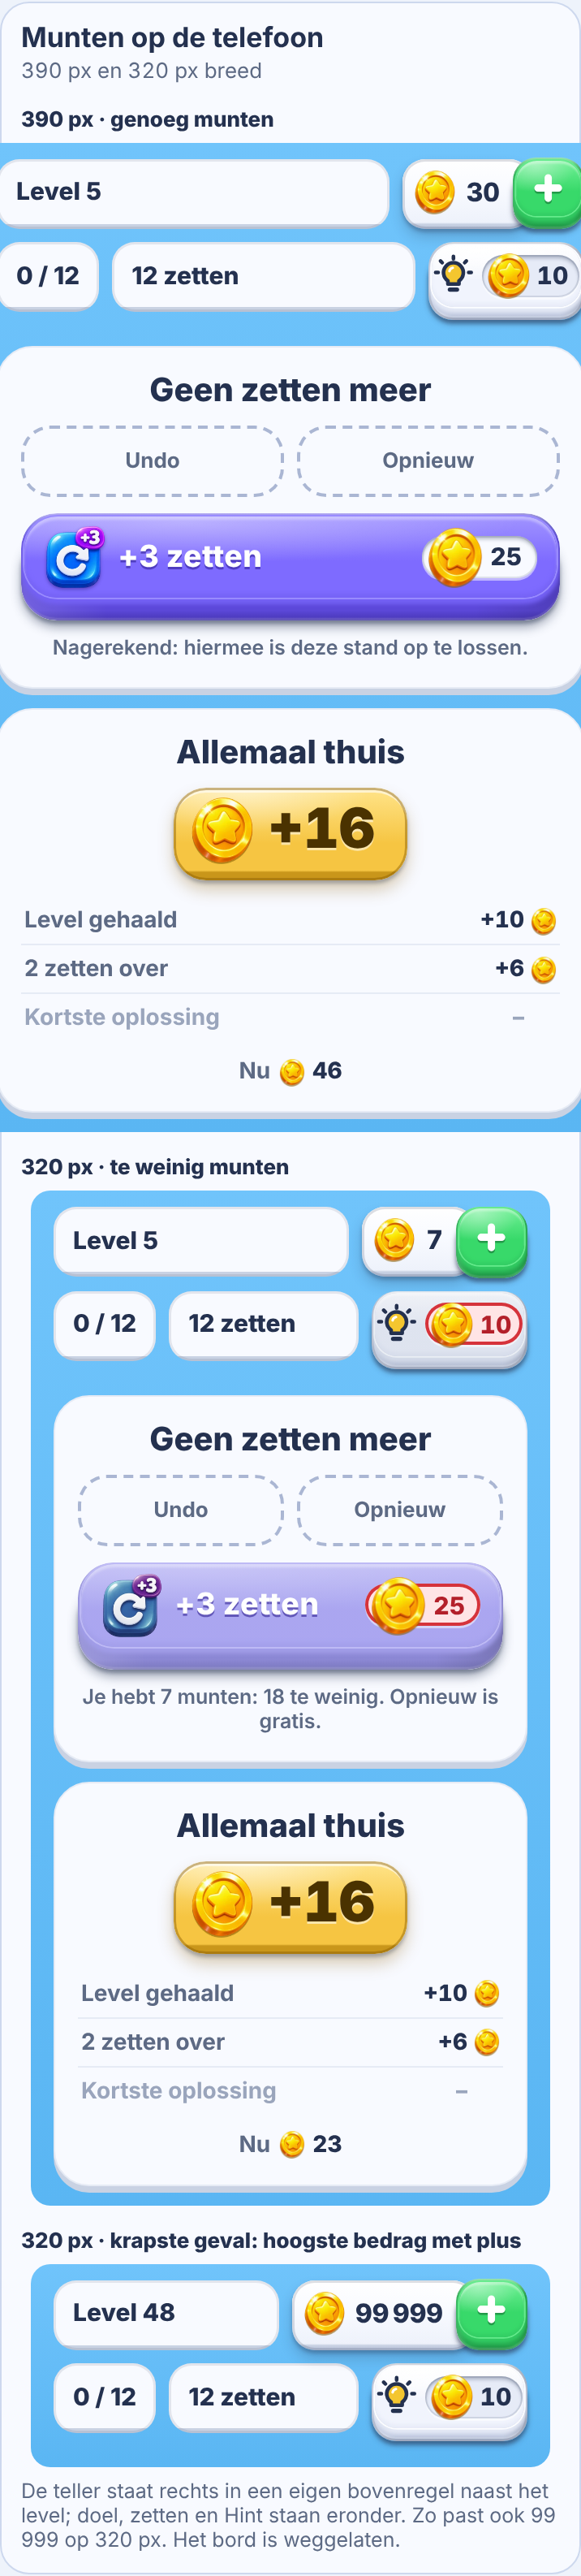 Munten op de telefoon
390 px en 320 px breed
390 px · genoeg munten
Level 5
30
+
0 / 12
12 zetten
10
Geen zetten meer
Undo
Opnieuw
+3
+3 zetten
25
Nagerekend: hiermee is deze stand op te lossen.
Allemaal thuis
+16
Level gehaald
+10
2 zetten over
+6
Kortste oplossing
–
Nu 46
320 px · te weinig munten
Level 5
7
+
0 / 12
12 zetten
10
Geen zetten meer
Undo
Opnieuw
+3
+3 zetten
25
Je hebt 7 munten: 18 te weinig. Opnieuw is
gratis.
Allemaal thuis
+16
Level gehaald
+10
2 zetten over
+6
Kortste oplossing
–
Nu 23
320 px · krapste geval: hoogste bedrag met plus
Level 48
99 999
+
0 / 12
12 zetten
10
De teller staat rechts in een eigen bovenregel naast het
level; doel, zetten en Hint staan eronder. Zo past ook 99
999 op 320 px. Het bord is weggelaten.